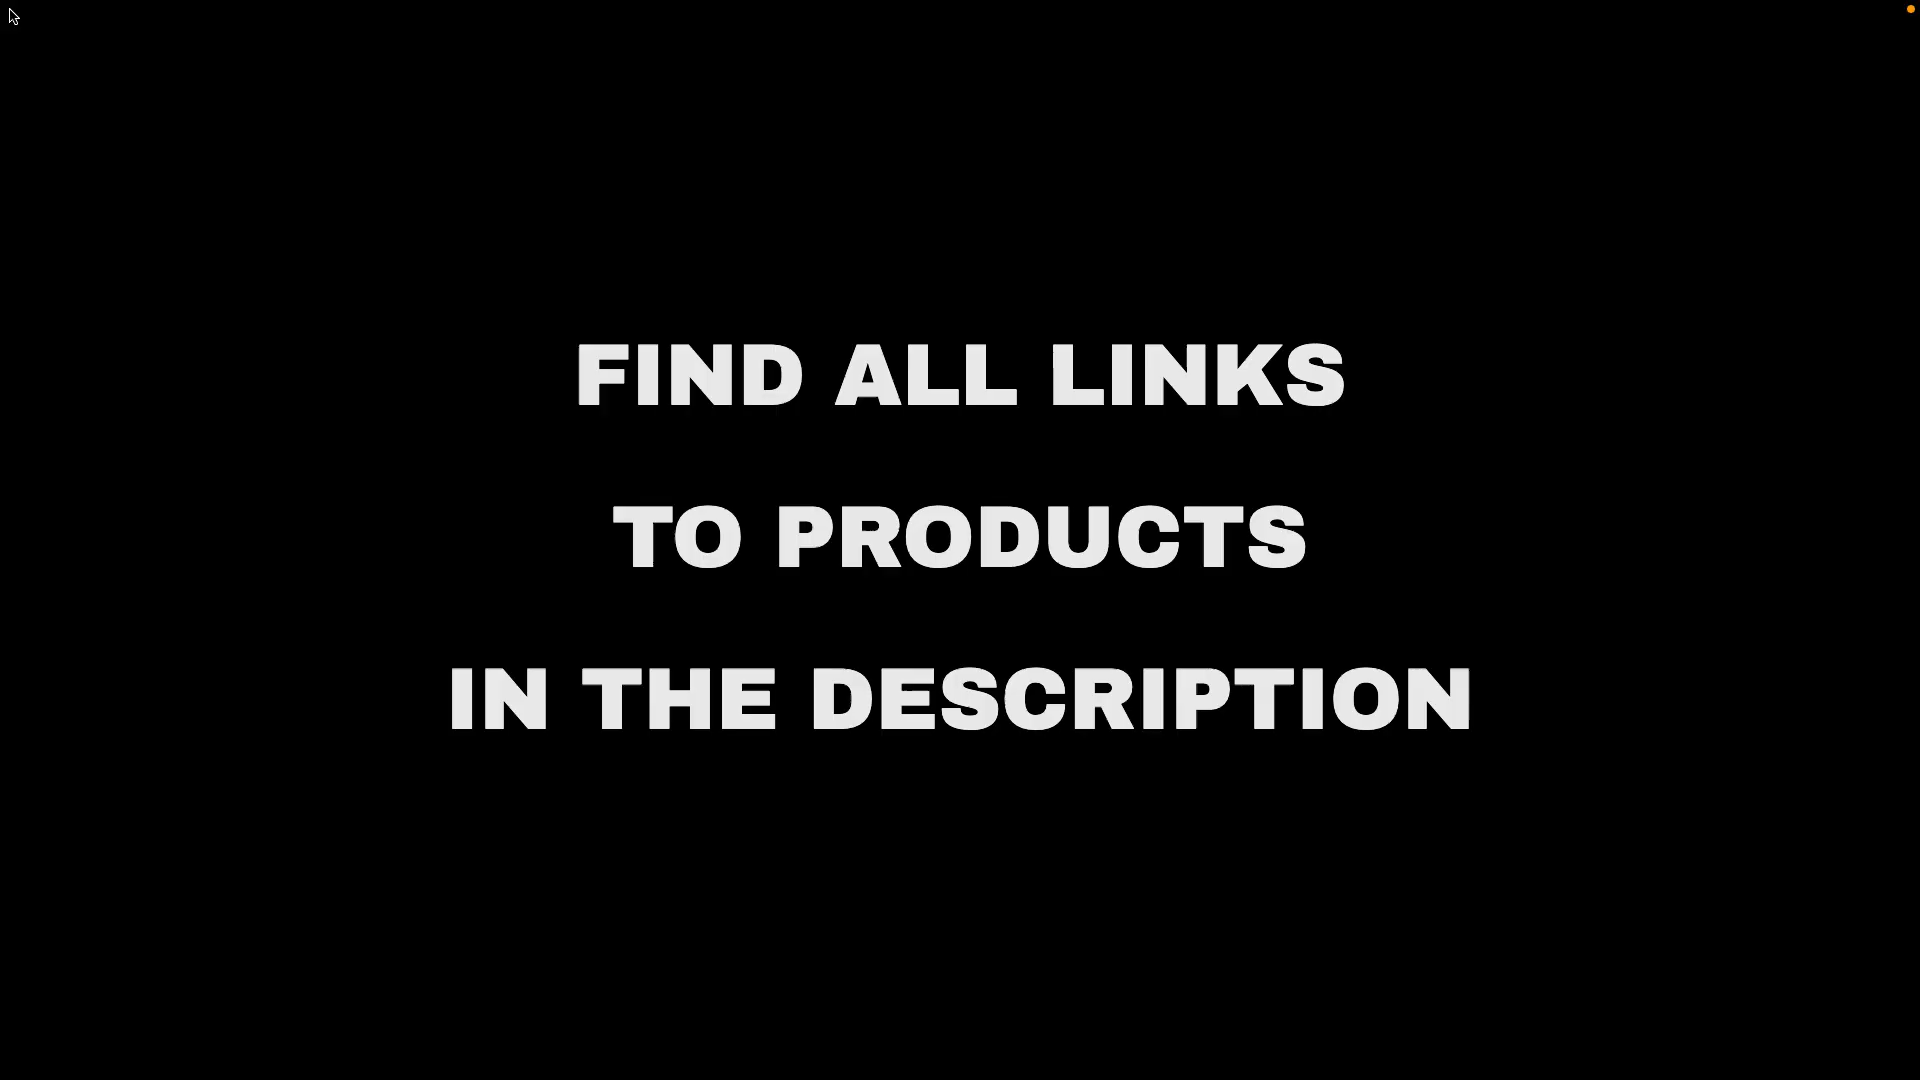 FIND ALL LINKS
TO PRODUCTS
IN THE DESCRIPTION